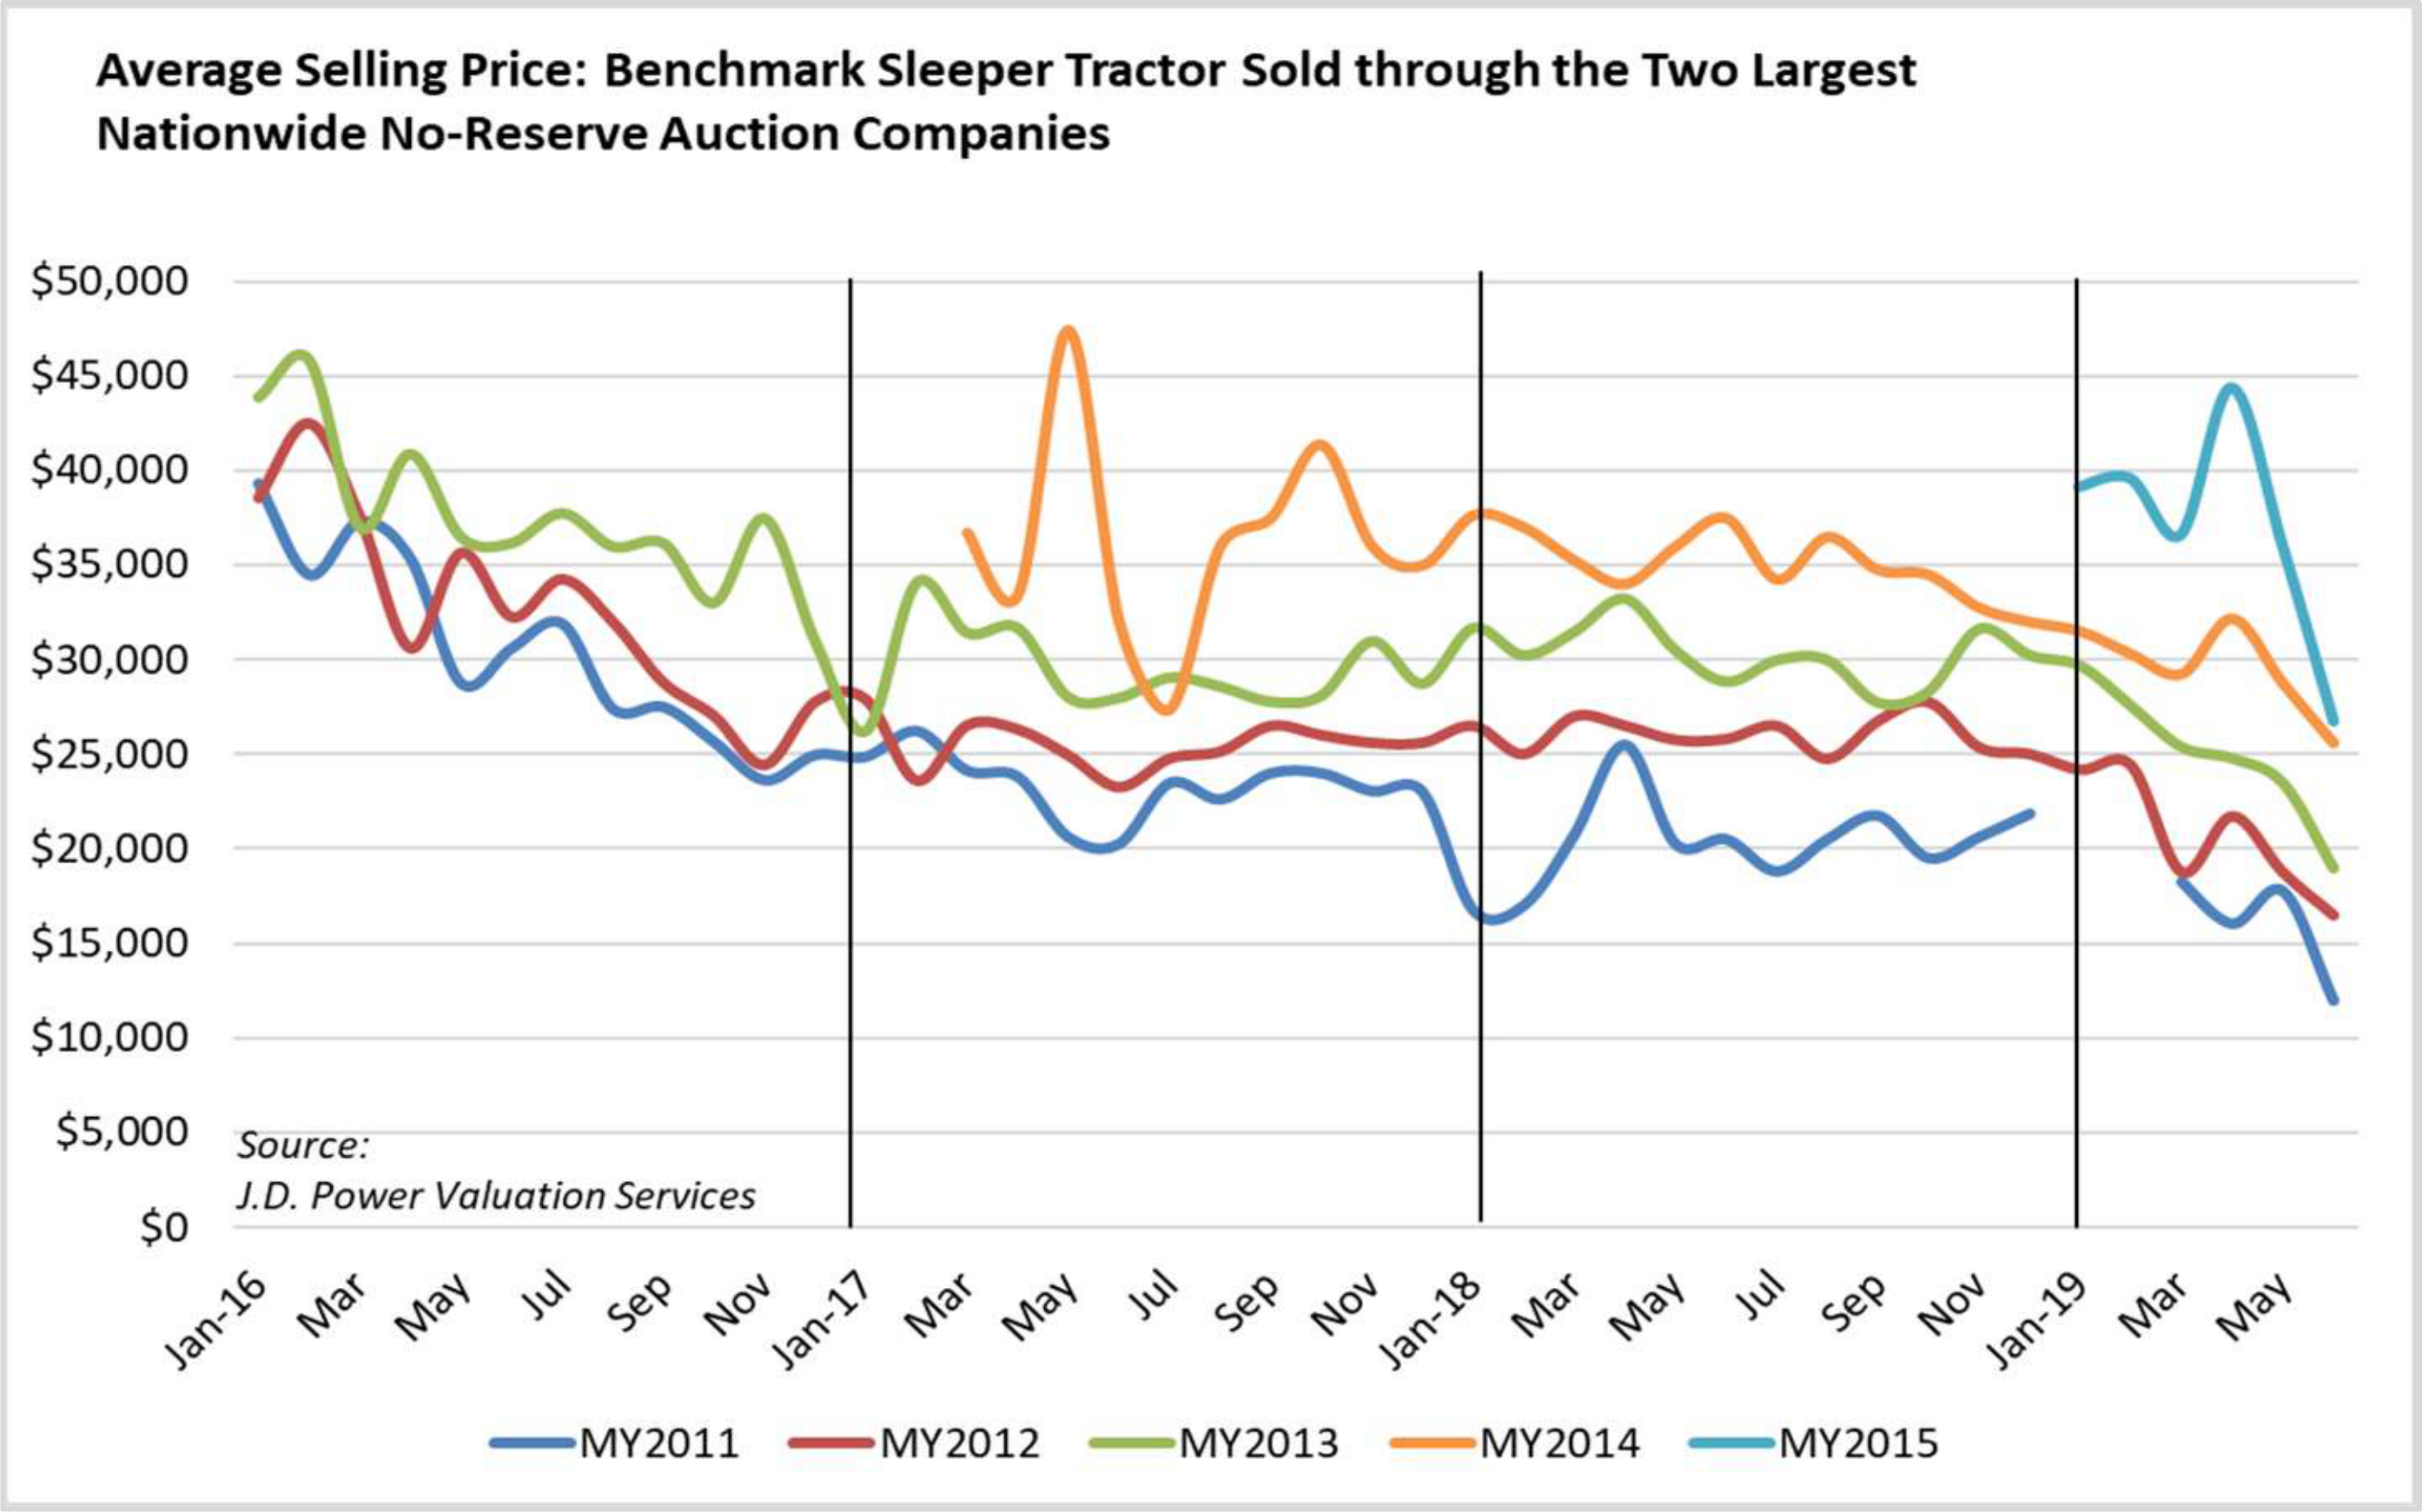 Average Selling Price: Benchmark Sleeper Tractor Sold through the Two Largest
Nationwide No-Reserve Auction Companies
$50,000
$45,000
$40,000
$35,000
$30,000
$25,000
$20,000
$15,000
$10,000
$5,000
$0
Source:
J.D. Power Valuation Services
Jan-16
Mar
May
Jul
Sep
Nov
Jan-17
Mar
May
Jul
Sep
Nov
Jan-18
Mar
May
Jul
Sep
Nov
Jan-19
Mar
May
MY2011
MY2012
MY2013
MY2014
MY2015